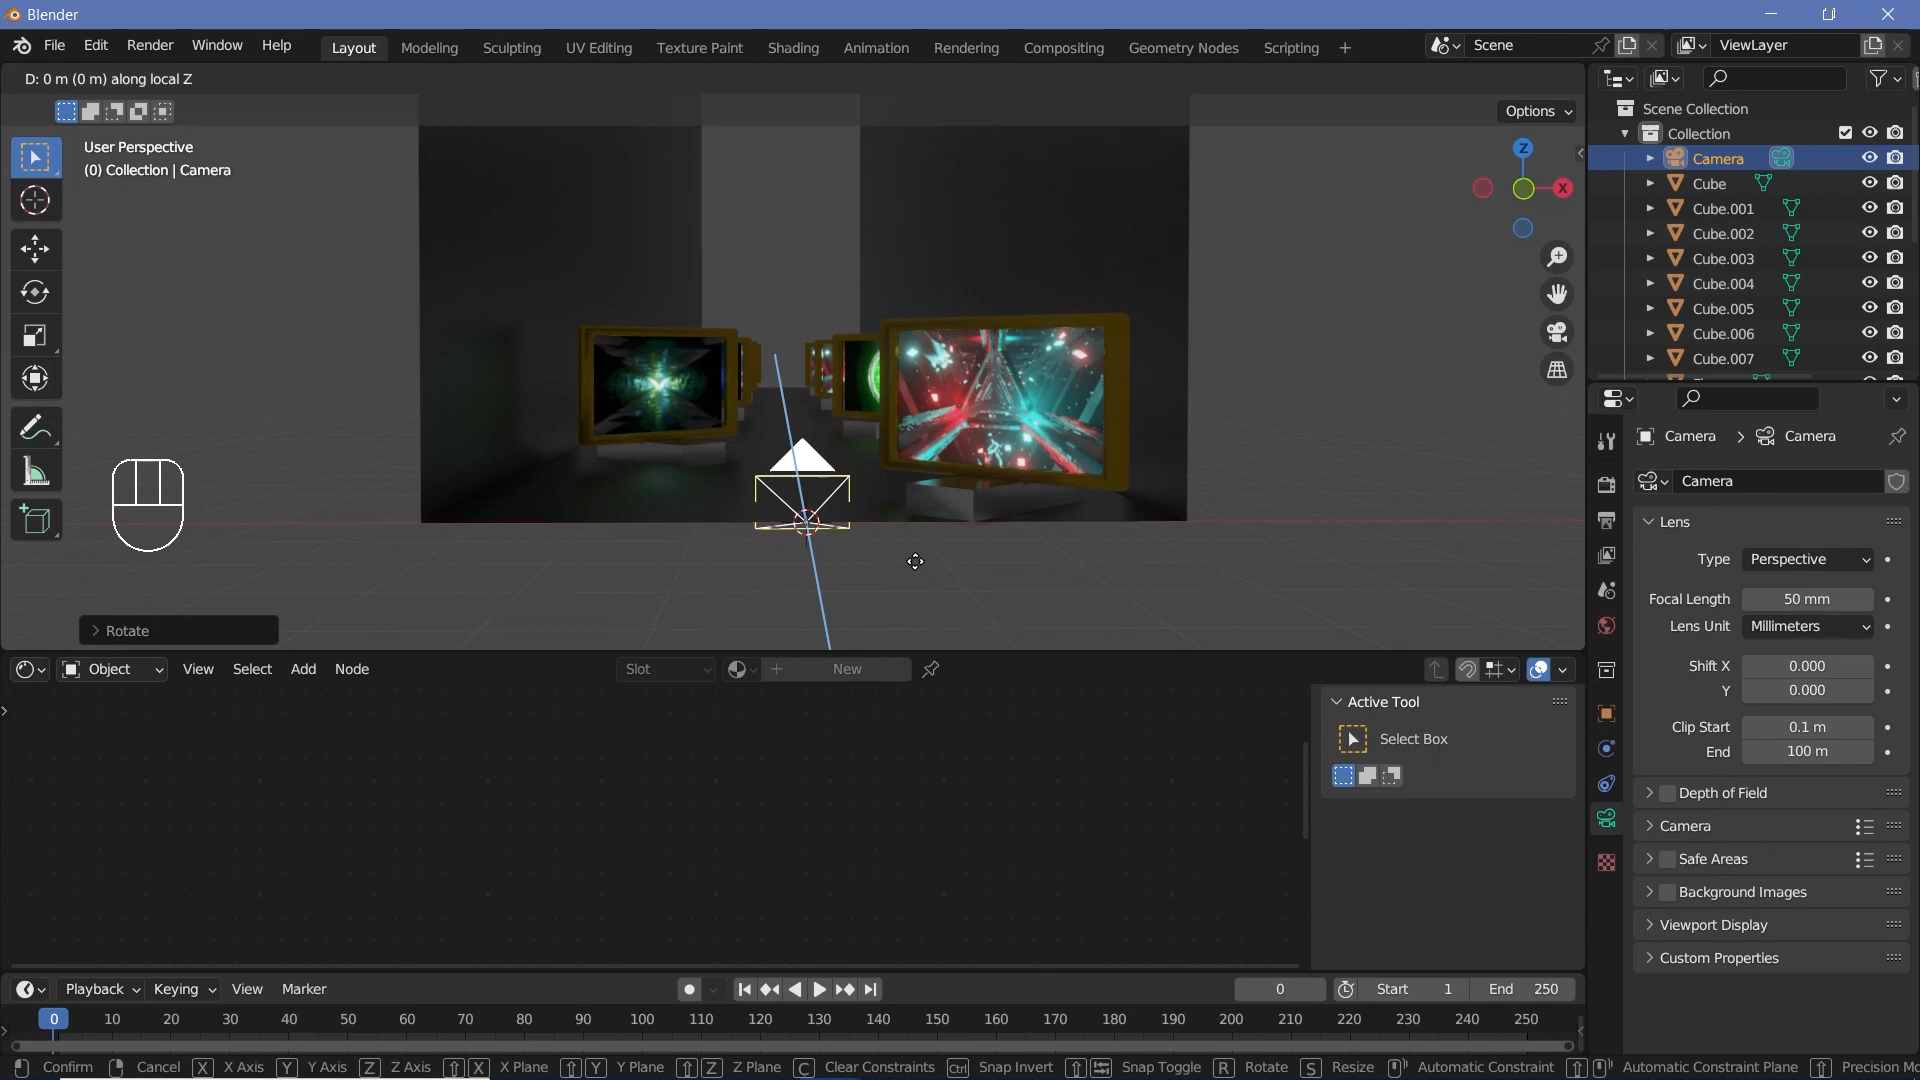 Blender
File Edit Render Window Help
Layout Modeling Sculpting UV Editing Texture Paint Shading Animation Rendering Compositing Geometry Nodes Scripting +
Scene
ViewLayer
D: 0 m (0 m) along local Z
Options
User Perspective
(0) Collection | Camera
Z
X
Rotate
Scene Collection
Collection
Camera
Cube
Cube.001
Cube.002
Cube.003
Cube.004
Cube.005
Cube.006
Cube.007
Camera > Camera
Camera
Lens
Type Perspective
Focal Length 50 mm
Lens Unit Millimeters
Shift X 0.000
Y 0.000
Clip Start 0.1 m
End 100 m
Depth of Field
Camera
Safe Areas
Background Images
Viewport Display
Custom Properties
Object View Select Add Node Slot New
Active Tool
Select Box
Playback Keying View Marker 0 Start 1 End 250
0 10 20 30 40 50 60 70 80 90 100 110 120 130 140 150 160 170 180 190 200 210 220 230 240 250
Confirm Cancel X X Axis Y Y Axis Z Z Axis X X Plane Y Y Plane Z Z Plane C Clear Constraints Ctrl Snap Invert Snap Toggle R Rotate S Resize Automatic Constraint Automatic Constraint Plane Precision